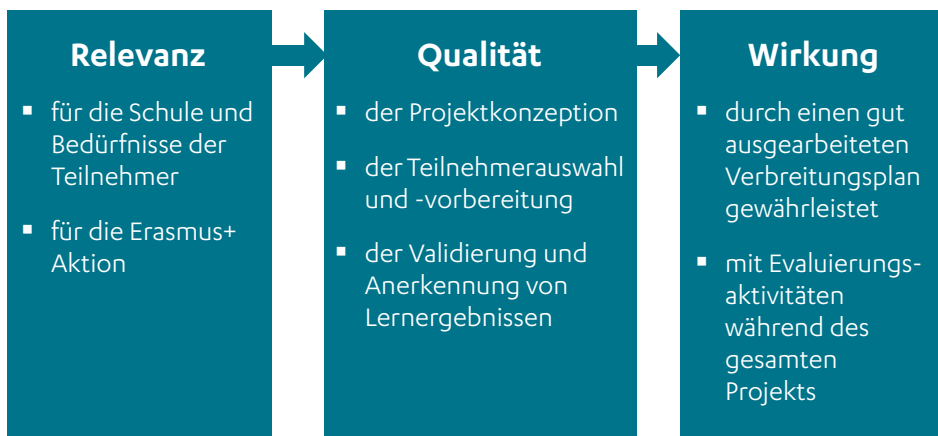 Relevanz
▪ für die Schule und
Bedürfnisse der
Teilnehmer
▪ für die Erasmus+
Aktion
Qualität
▪ der Projektkonzeption
▪ der Teilnehmerauswahl
und -vorbereitung
▪ der Validierung und
Anerkennung von
Lernergebnissen
Wirkung
▪ durch einen gut
ausgearbeiteten
Verbreitungsplan
gewährleistet
▪ mit Evaluierungs-
aktivitäten
während des
gesamten
Projekts